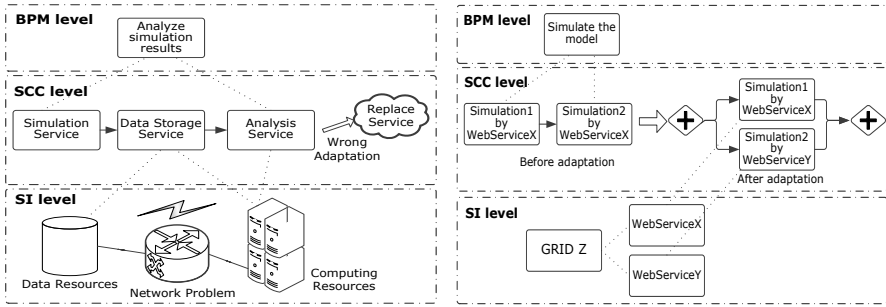 BPM level
Analyze
simulation
results
SCC level
Simulation
Service
Data Storage
Service
Analysis
Service
Replace
Service
Wrong
Adaptation
SI level
Data Resources
Network Problem
Computing
Resources
BPM level
Simulate the
model
SCC level
Simulation1
by
WebServiceX
Simulation2
by
WebServiceX
Before adaptation
Simulation1
by
WebServiceX
Simulation2
by
WebServiceY
After adaptation
SI level
GRID Z
WebServiceX
WebServiceY